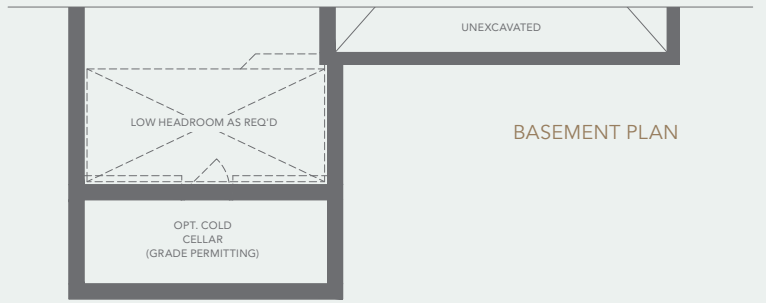 UNEXCAVATED
LOW HEADROOM AS REQ'D
BASEMENT PLAN
OPT. COLD
CELLAR
(GRADE PERMITTING)